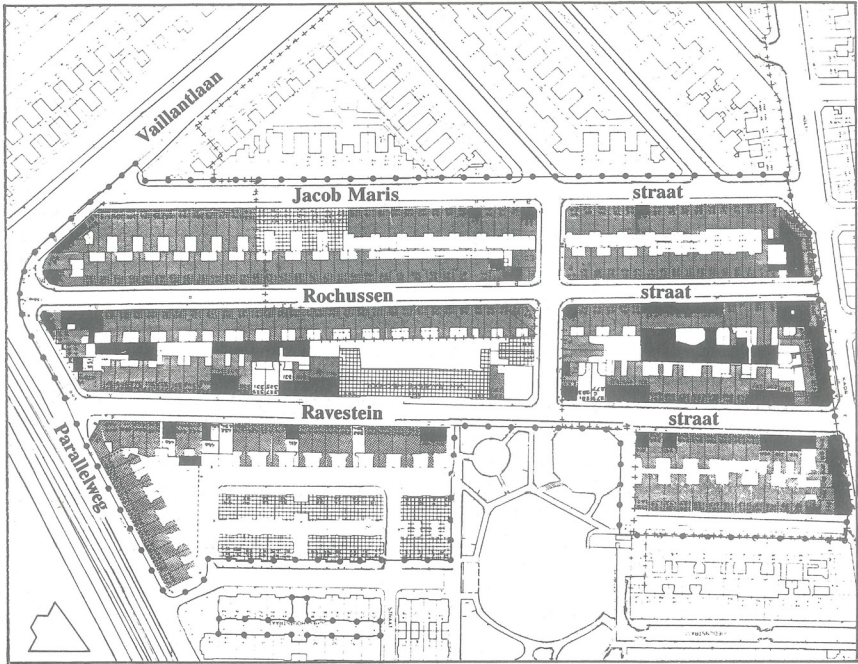 Vaillantlaan
Jacob Maris straat
Rochussen straat
Ravestein straat
Parallelweg